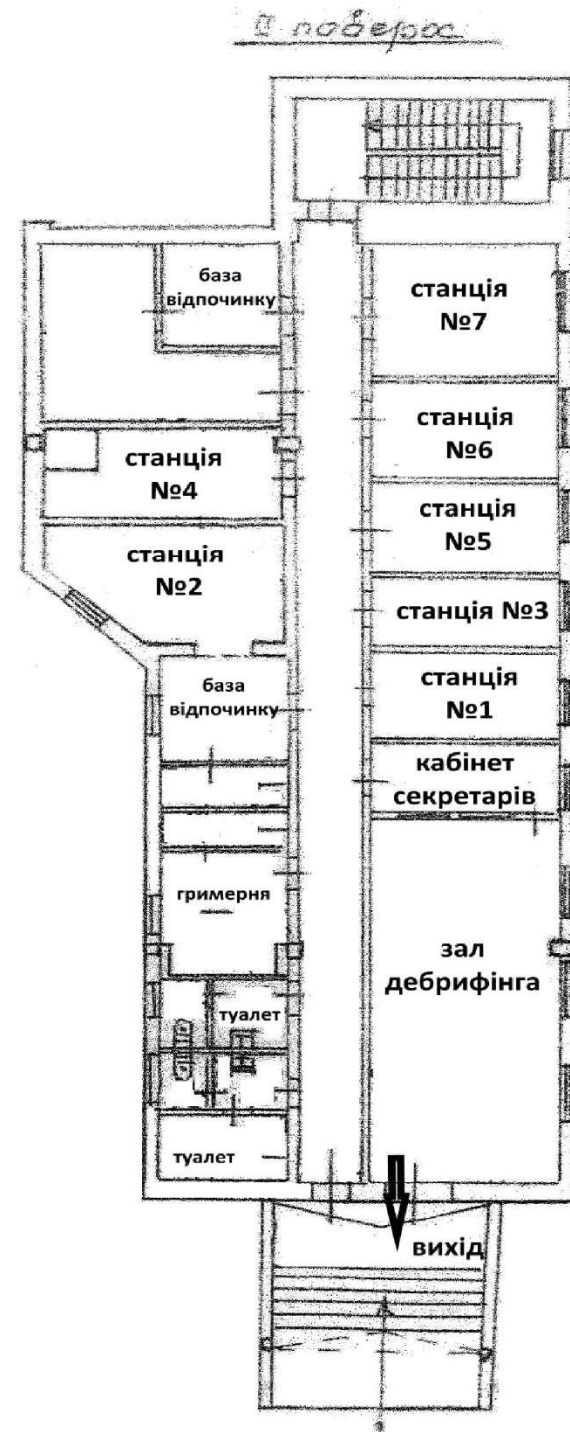 II поверх
база
відпочинку
станція
№7
станція
№6
станція
№4
станція
№5
станція
№2
станція №3
станція
№1
база
відпочинку
кабінет
секретарів
гримерня
зал
дебрифінга
туалет
туалет
вихід